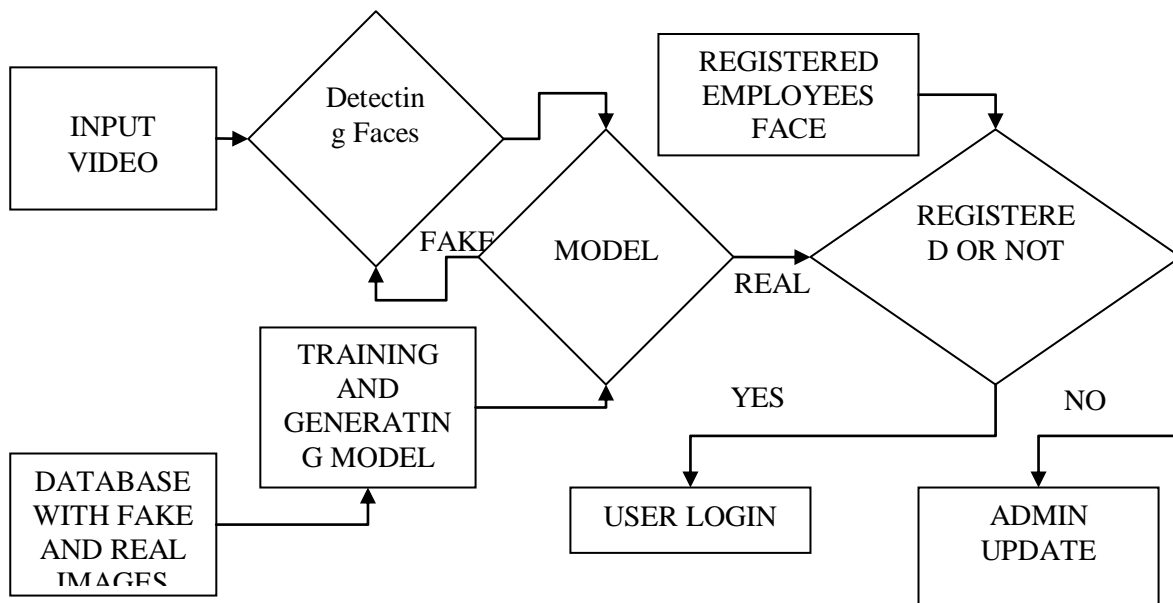 INPUT
VIDEO
Detectin
g Faces
REGISTERED
EMPLOYEES
FACE
FAKE
MODEL
REAL
REGISTERE
D OR NOT
TRAINING
AND
GENERATIN
G MODEL
YES
NO
DATABASE
WITH FAKE
AND REAL
IMAGES
USER LOGIN
ADMIN
UPDATE